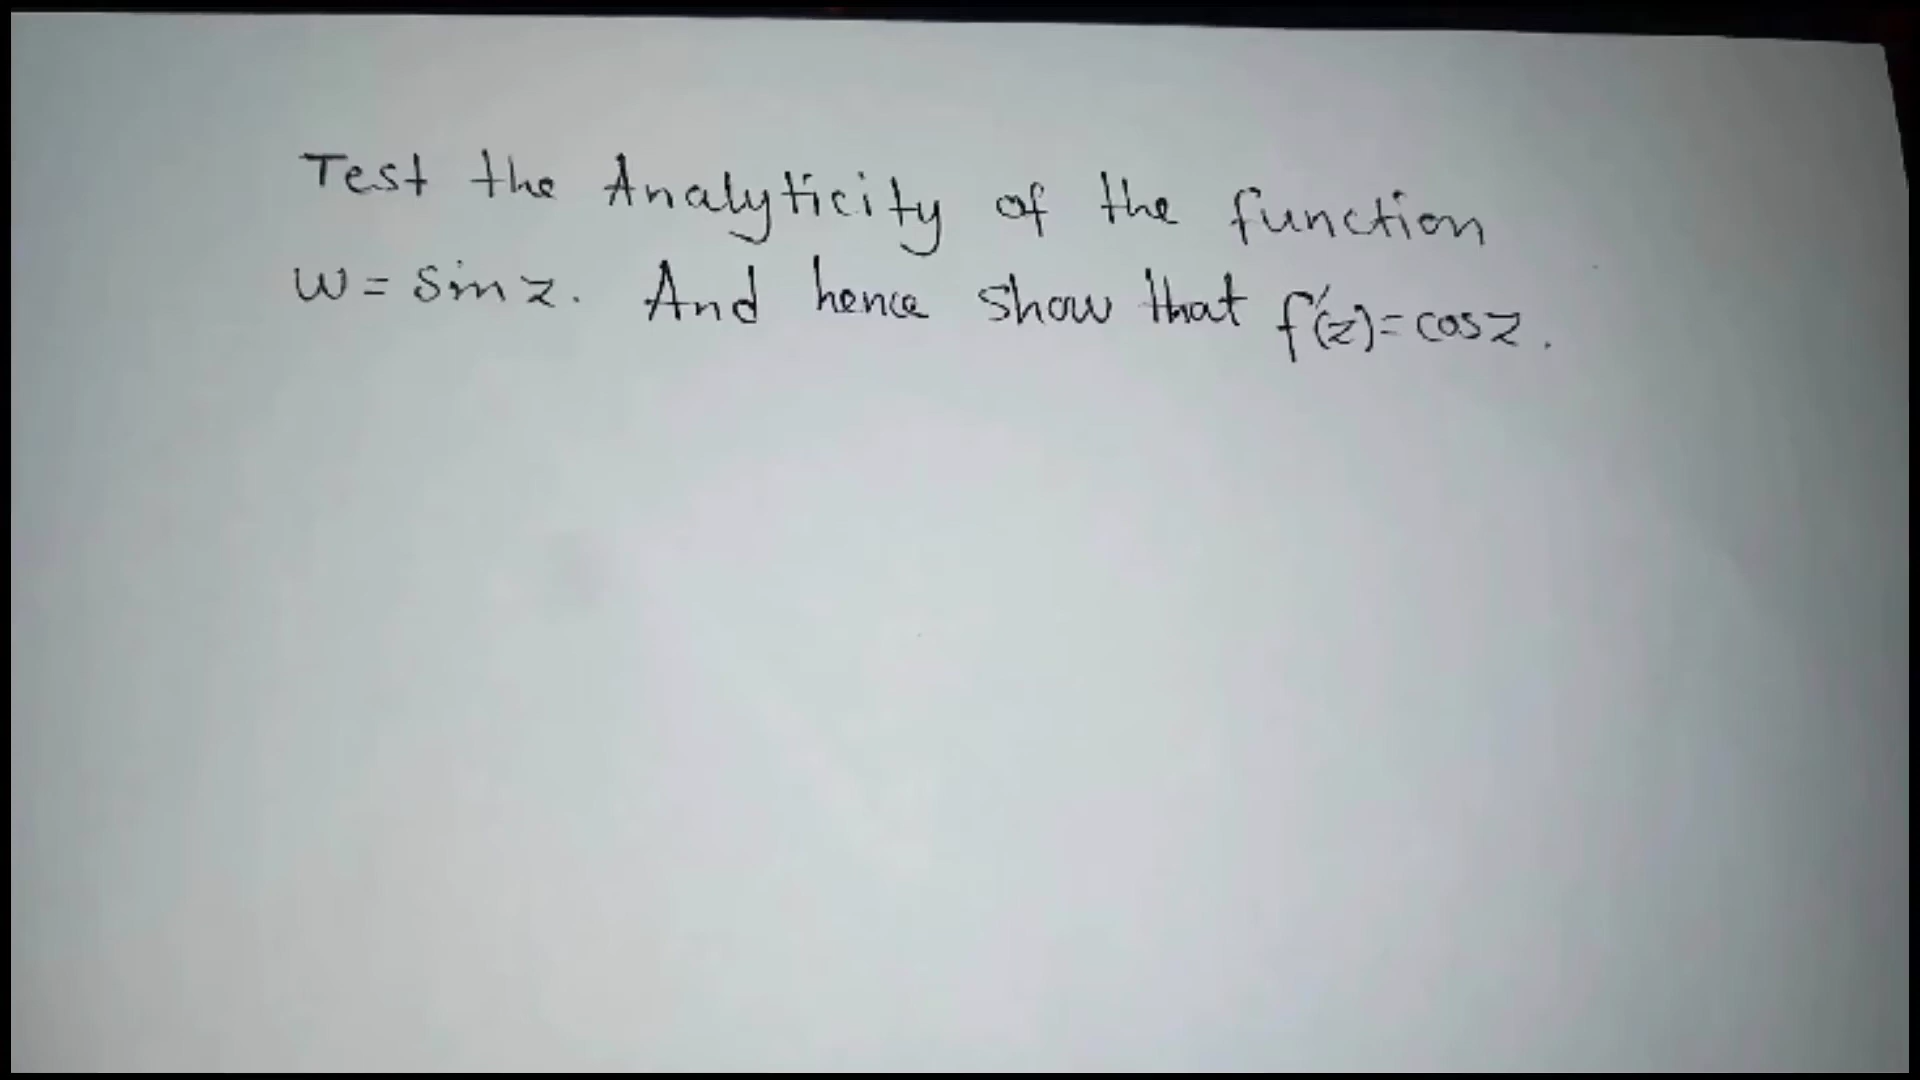 Test the Analyticity of the function
w = sin z. And hence show that f'(z) = cos z.